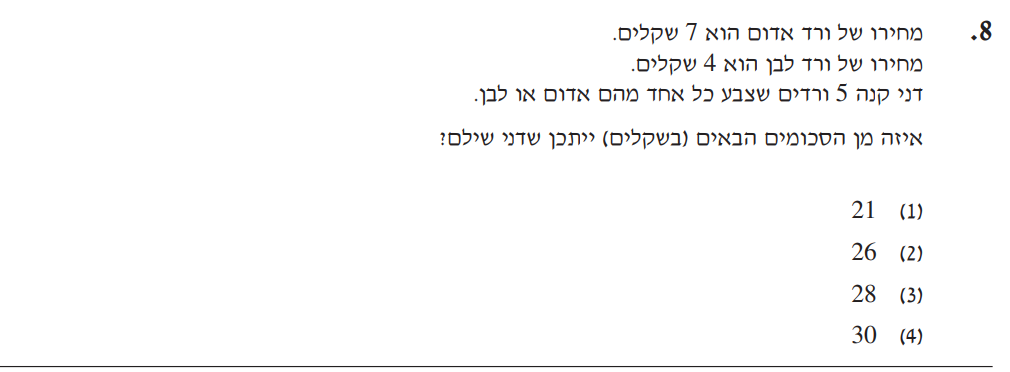 8. מחירו של ורד אדום הוא 7 שקלים.
מחירו של ורד לבן הוא 4 שקלים.
דני קנה 5 ורדים שצבע כל אחד מהם אדום או לבן.
איזה מן הסכומים הבאים (בשקלים) ייתכן שדני שילם?
(1) 21
(2) 26
(3) 28
(4) 30